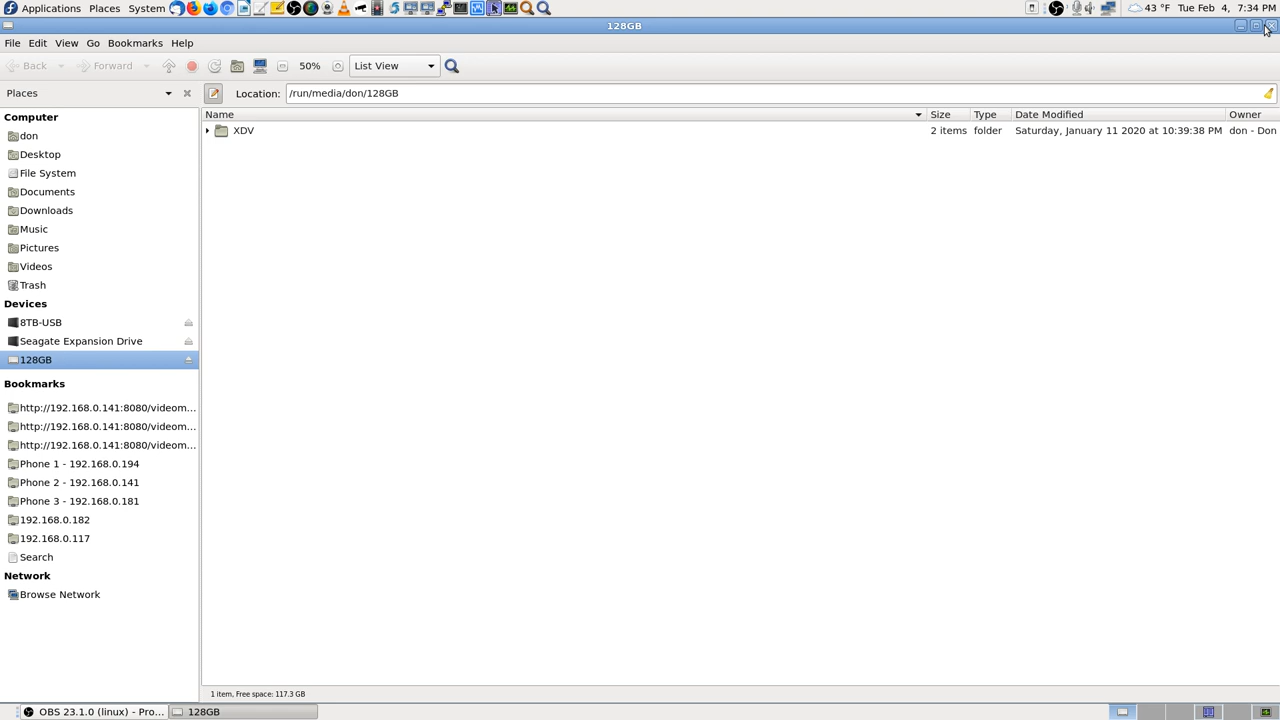 Applications Places System 43 °F Tue Feb 4, 7:34 PM
128GB
File Edit View Go Bookmarks Help
Back Forward 50% List View
Places Location: /run/media/don/128GB
Name Size Type Date Modified Owner
XDV 2 items folder Saturday, January 11 2020 at 10:39:38 PM don - Don
Computer
don
Desktop
File System
Documents
Downloads
Music
Pictures
Videos
Trash
Devices
8TB-USB
Seagate Expansion Drive
128GB
Bookmarks
http://192.168.0.141:8080/videom...
http://192.168.0.141:8080/videom...
http://192.168.0.141:8080/videom...
Phone 1 - 192.168.0.194
Phone 2 - 192.168.0.141
Phone 3 - 192.168.0.181
192.168.0.182
192.168.0.117
Search
Network
Browse Network
1 item, Free space: 117.3 GB
OBS 23.1.0 (linux) - Pro... 128GB